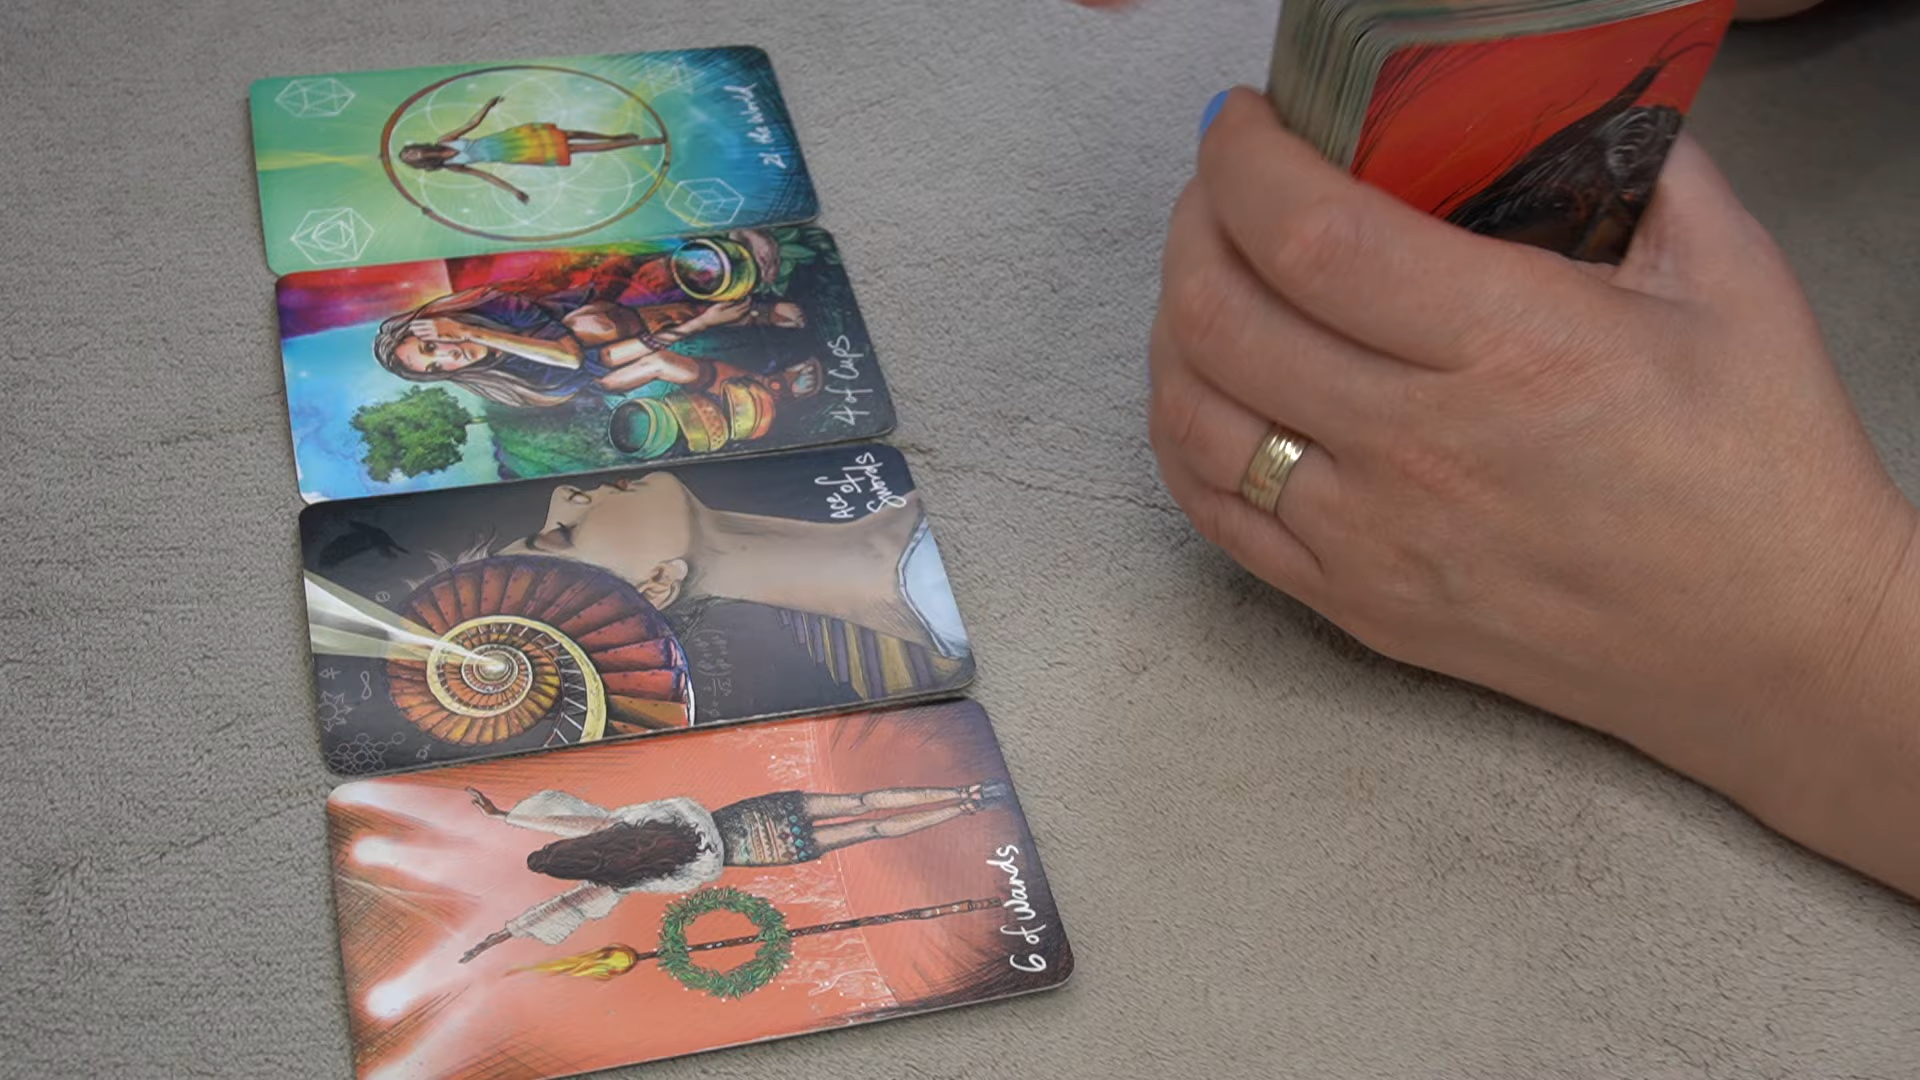 21. the World
4 of Cups
Ace
of
Swords
6 of Wands